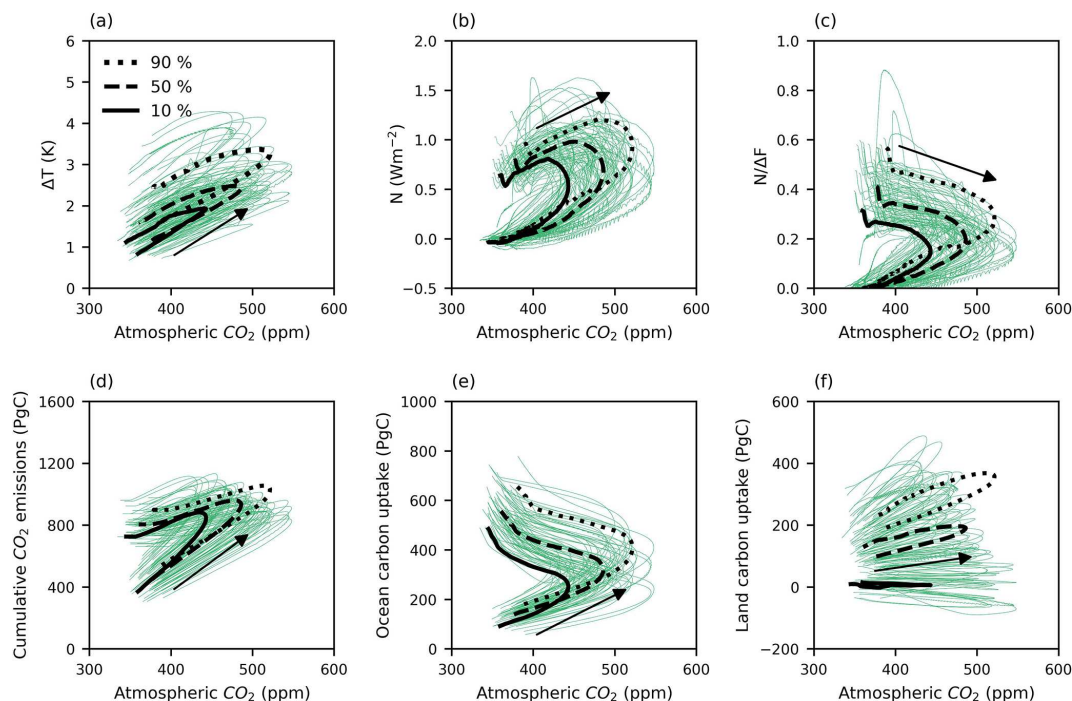 (a)
6
5
4
3
2
1
0
300 400 500 600
ΔT (K)
Atmospheric CO₂ (ppm)
90 %
50 %
10 %
(b)
2.0
1.5
1.0
0.5
0.0
−0.5
300 400 500 600
N (Wm⁻²)
Atmospheric CO₂ (ppm)
(c)
1.0
0.8
0.6
0.4
0.2
0.0
300 400 500 600
N/ΔF
Atmospheric CO₂ (ppm)
(d)
1600
1200
800
400
0
300 400 500 600
Cumulative CO₂ emissions (PgC)
Atmospheric CO₂ (ppm)
(e)
1000
800
600
400
200
0
300 400 500 600
Ocean carbon uptake (PgC)
Atmospheric CO₂ (ppm)
(f)
600
400
200
0
−200
300 400 500 600
Land carbon uptake (PgC)
Atmospheric CO₂ (ppm)